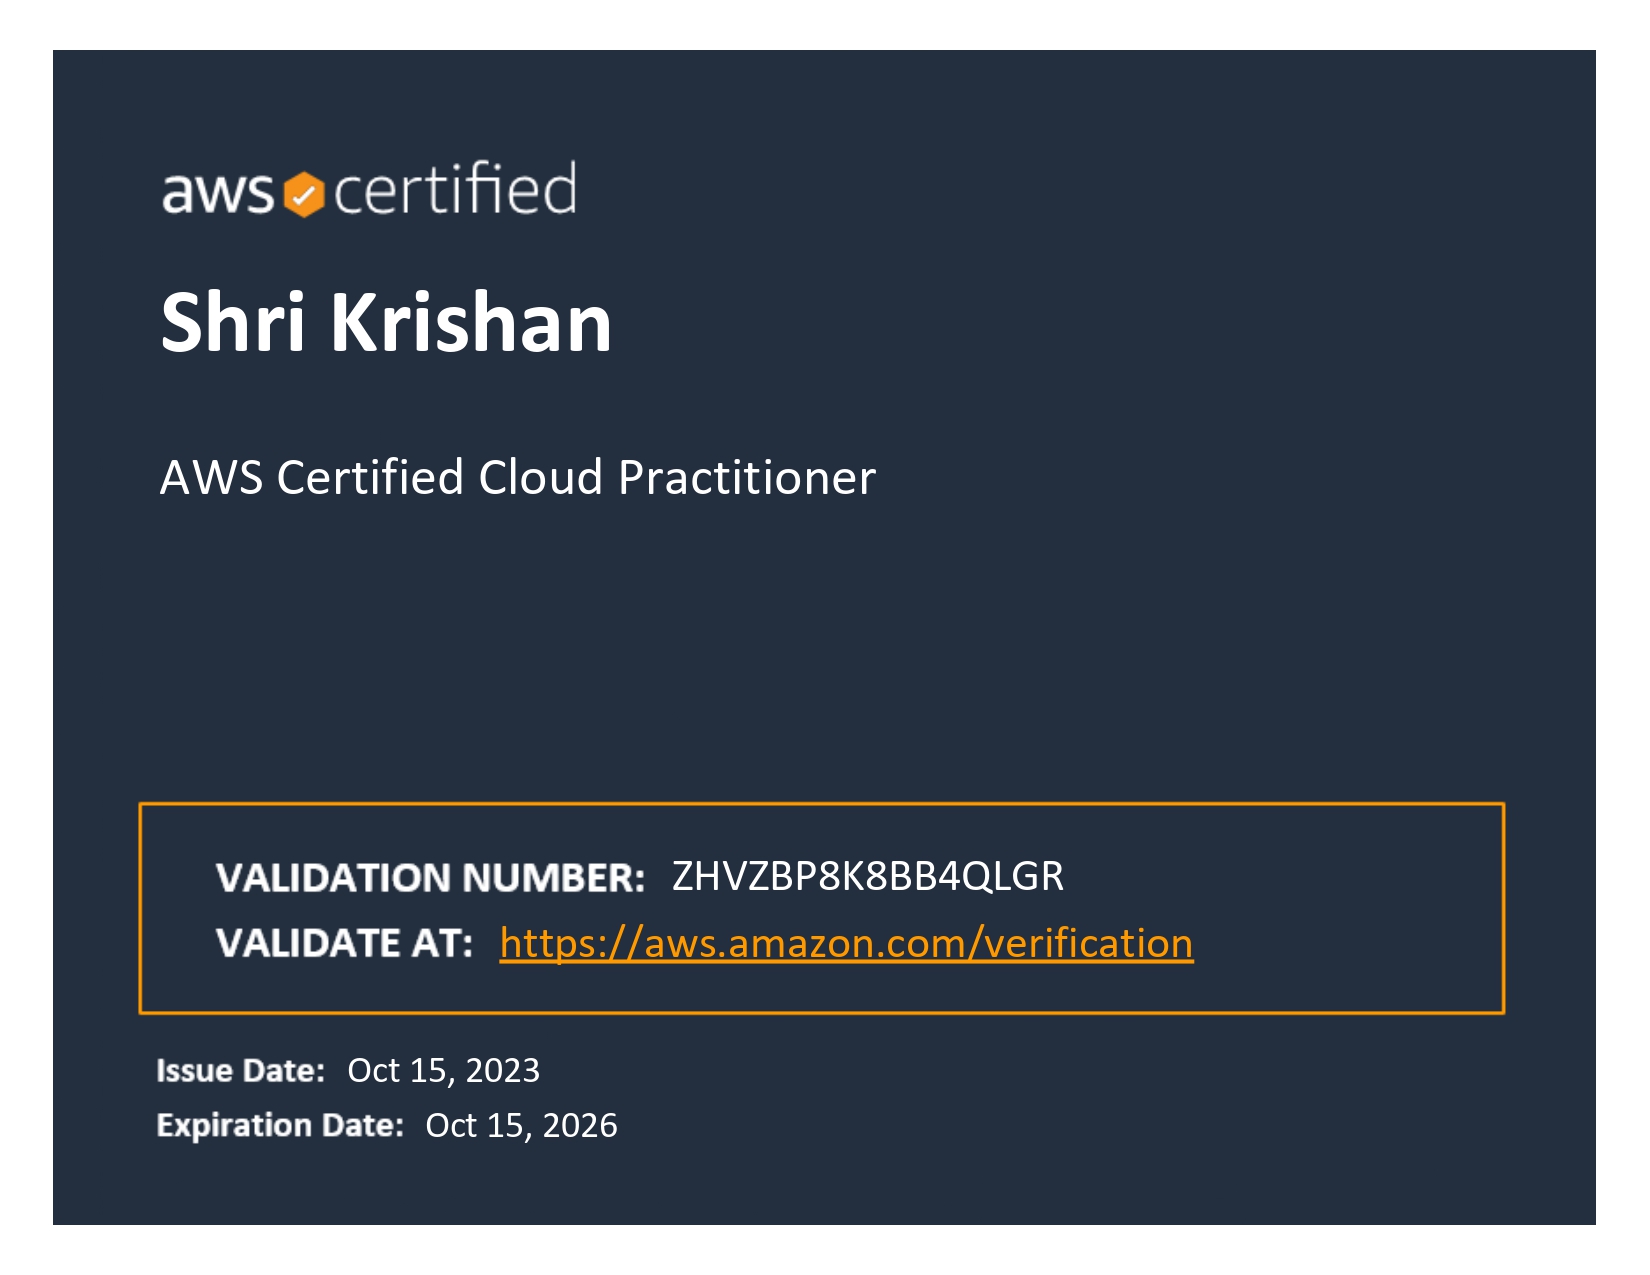 aws certified
Shri Krishan
AWS Certified Cloud Practitioner
VALIDATION NUMBER: ZHVZBP8K8BB4QLGR
VALIDATE AT: https://aws.amazon.com/verification
Issue Date: Oct 15, 2023
Expiration Date: Oct 15, 2026